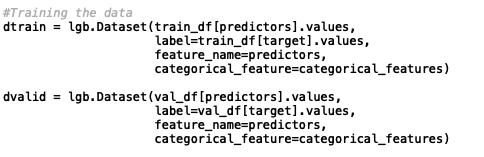 #Training the data
dtrain = lgb.Dataset(train_df[predictors].values,
                     label=train_df[target].values,
                     feature_name=predictors,
                     categorical_feature=categorical_features)
dvalid = lgb.Dataset(val_df[predictors].values,
                     label=val_df[target].values,
                     feature_name=predictors,
                     categorical_feature=categorical_features)